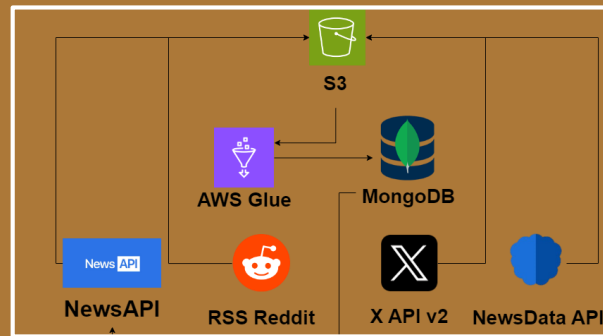 S3
AWS Glue
MongoDB
News API
NewsAPI
RSS Reddit
X API v2
NewsData API